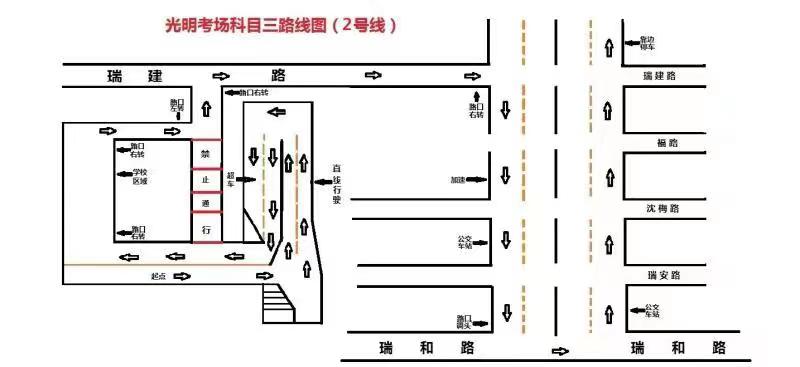 光明考场科目三路线图（2号线）
靠边
停车
瑞 建 路
瑞建路
路口右转
路口
左转
路口
右转
路口
右转
禁
福路
学校
区域
止
超车
直线行驶
加速
通
沈梅路
路口
右转
行
公交
车站
起点
瑞安路
公交
车站
路口
调头
瑞 和 路
瑞 和 路